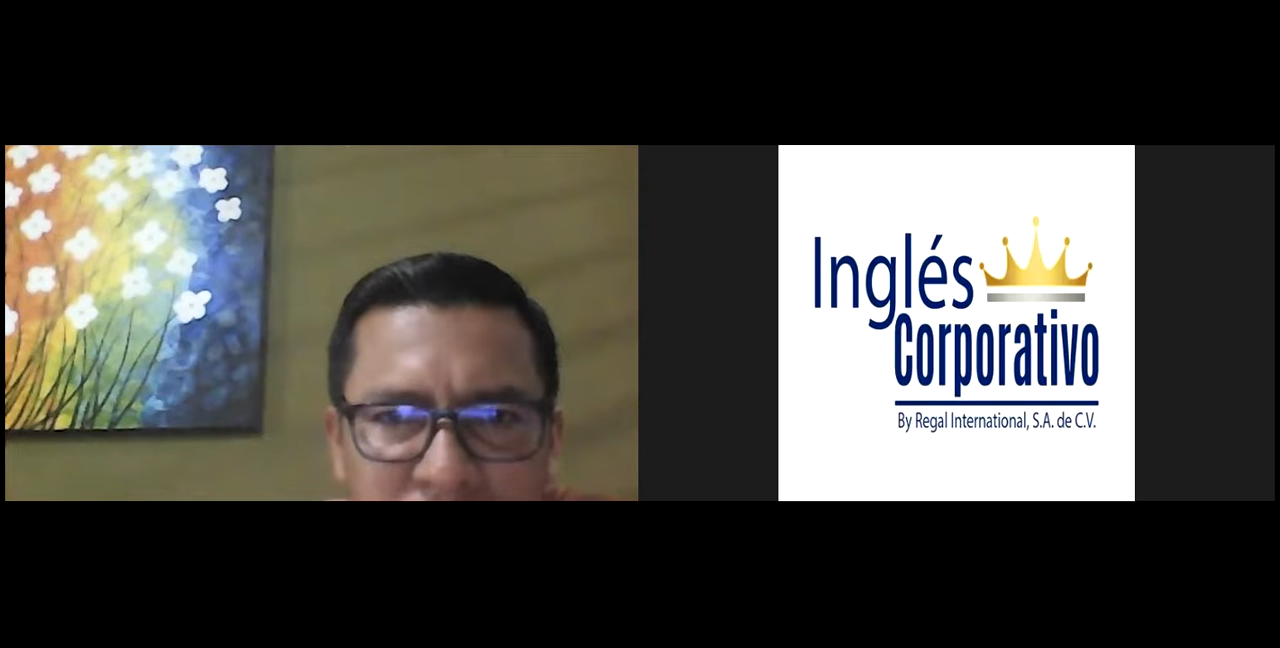 Inglés
Corporativo
By Regal International, S.A. de C.V.